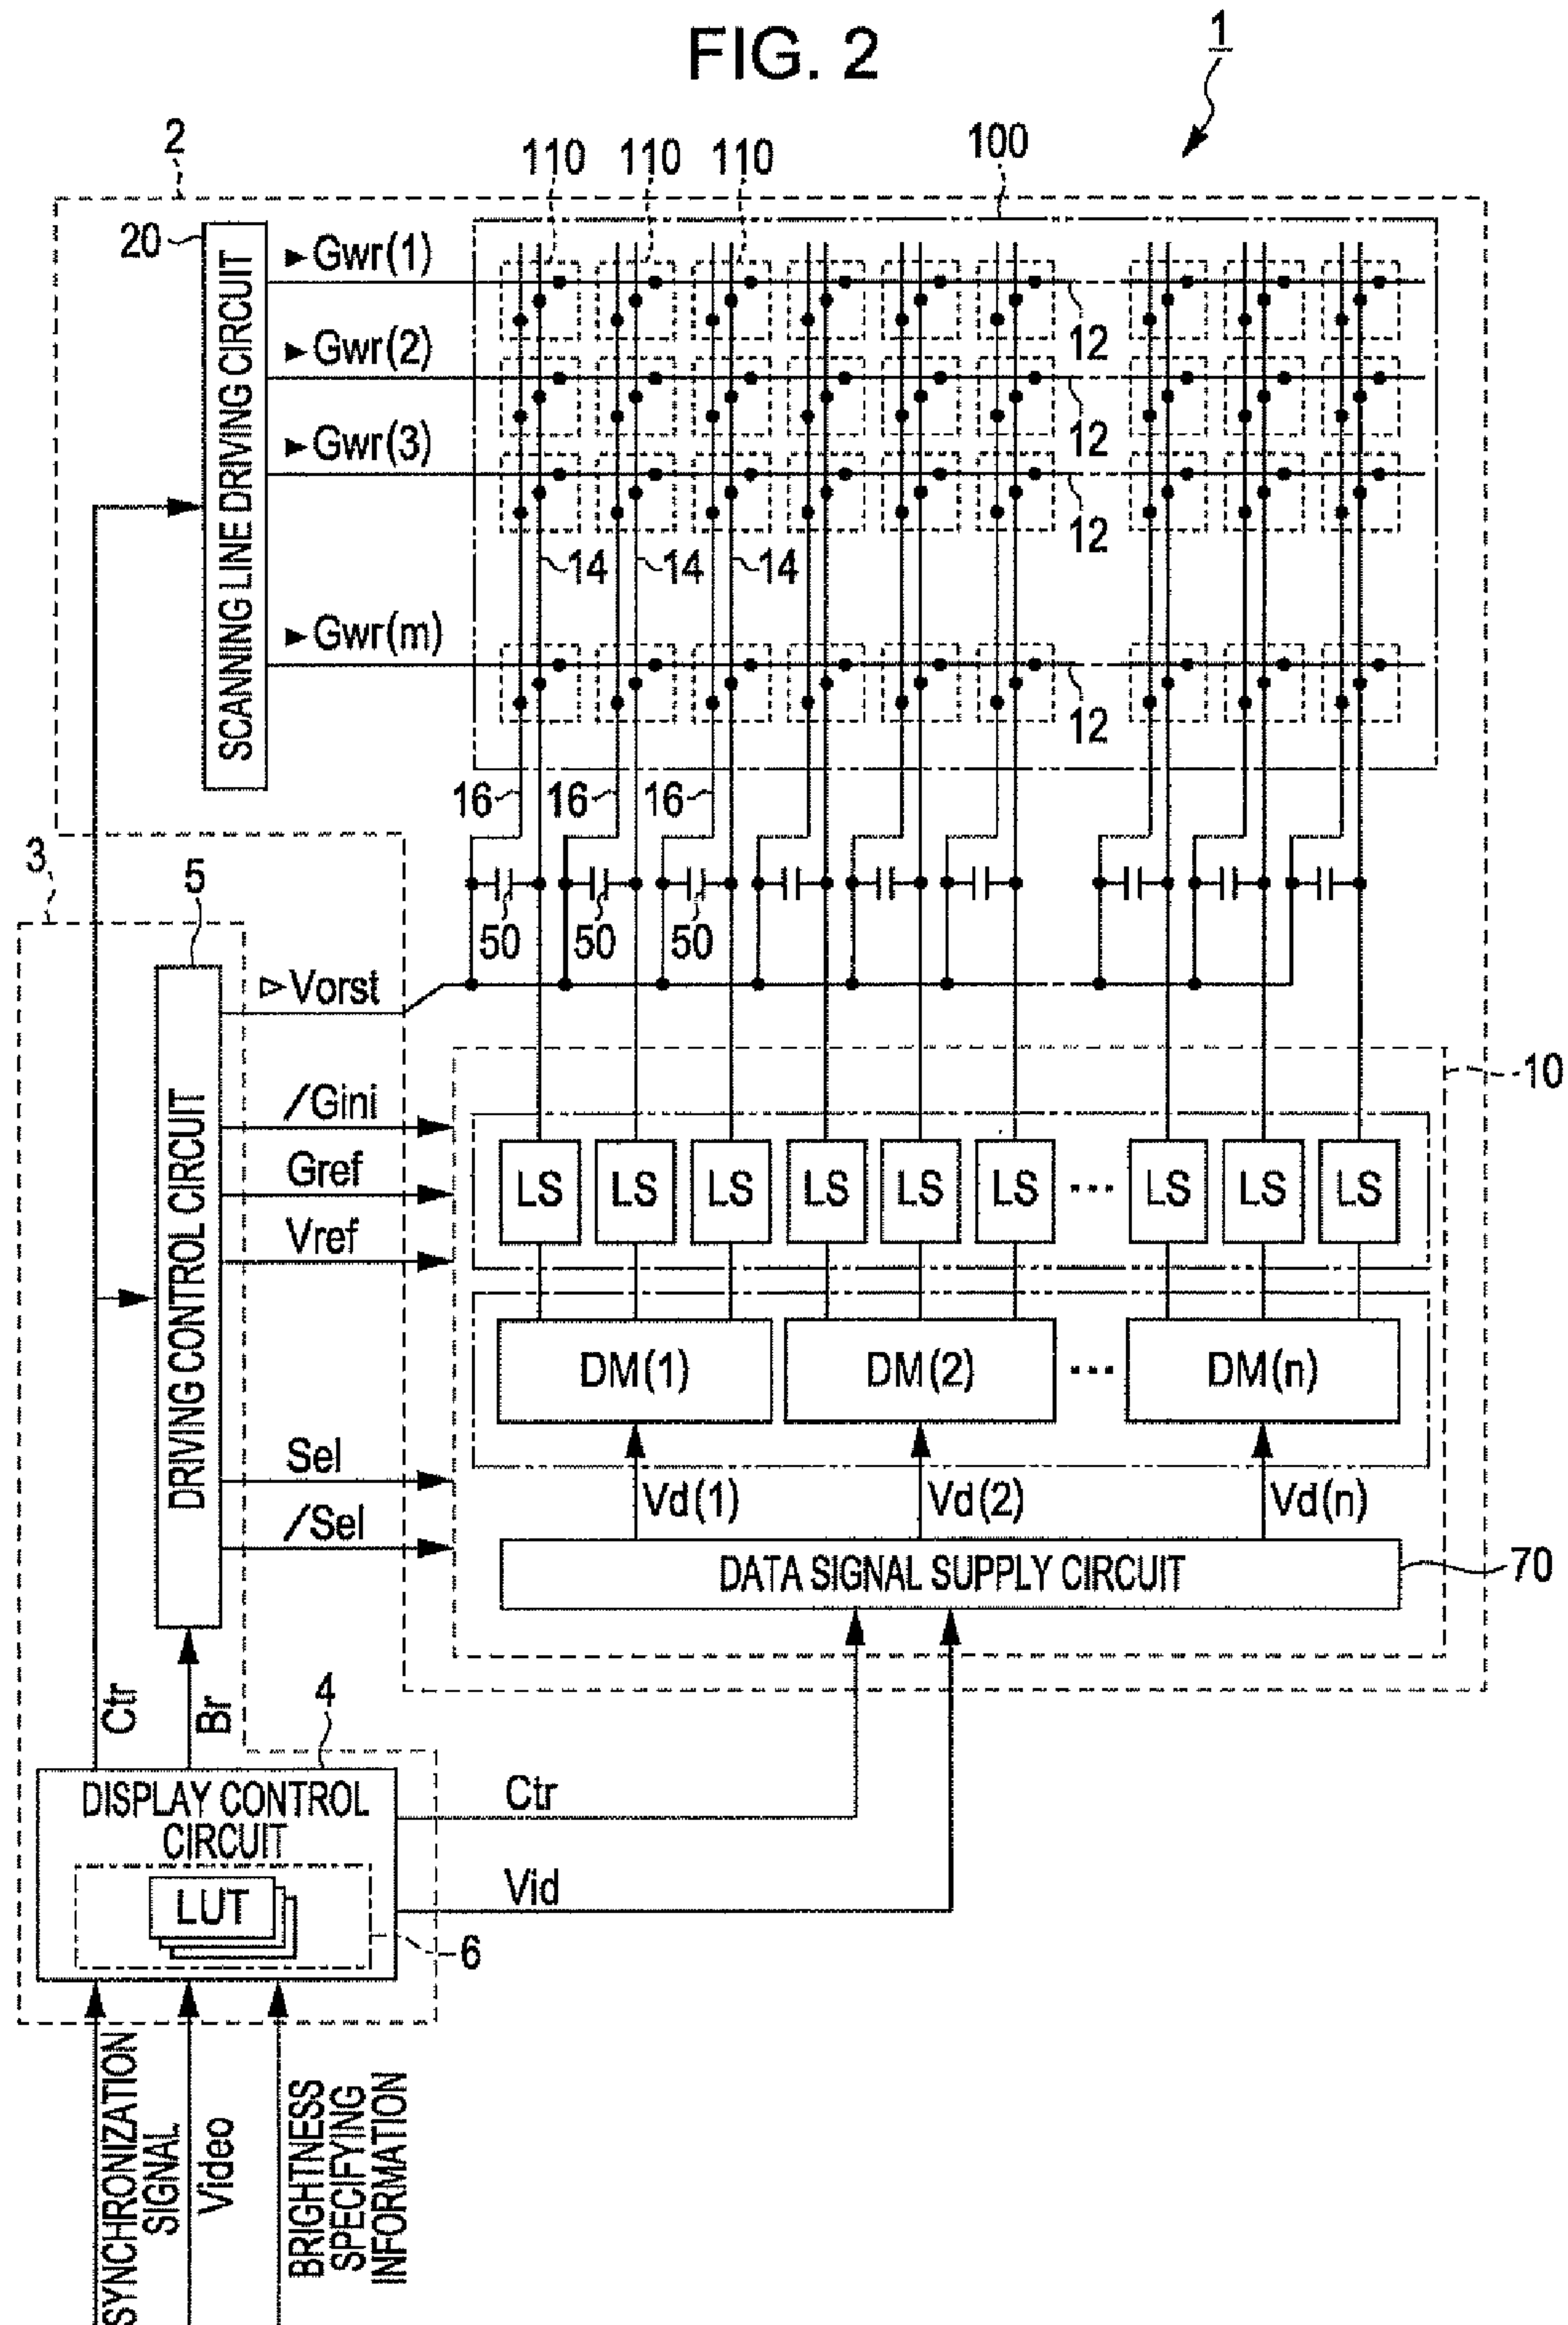 FIG. 2
1
2
110 110 110
100
20
SCANNING LINE DRIVING CIRCUIT
▶Gwr(1)
12
▶Gwr(2)
12
▶Gwr(3)
12
14 14 14
▶Gwr(m)
12
16 16 16
3
5
50 50 50
▷Vorst
10
DRIVING CONTROL CIRCUIT
/Gini
Gref
Vref
LS LS LS LS LS LS ... LS LS LS
DM(1) DM(2) ... DM(n)
Sel
/Sel
Vd(1) Vd(2) Vd(n)
DATA SIGNAL SUPPLY CIRCUIT
70
Ctr
Br
4
DISPLAY CONTROL
CIRCUIT
Ctr
LUT
Vid
6
SYNCHRONIZATION
SIGNAL
Video
BRIGHTNESS
SPECIFYING
INFORMATION